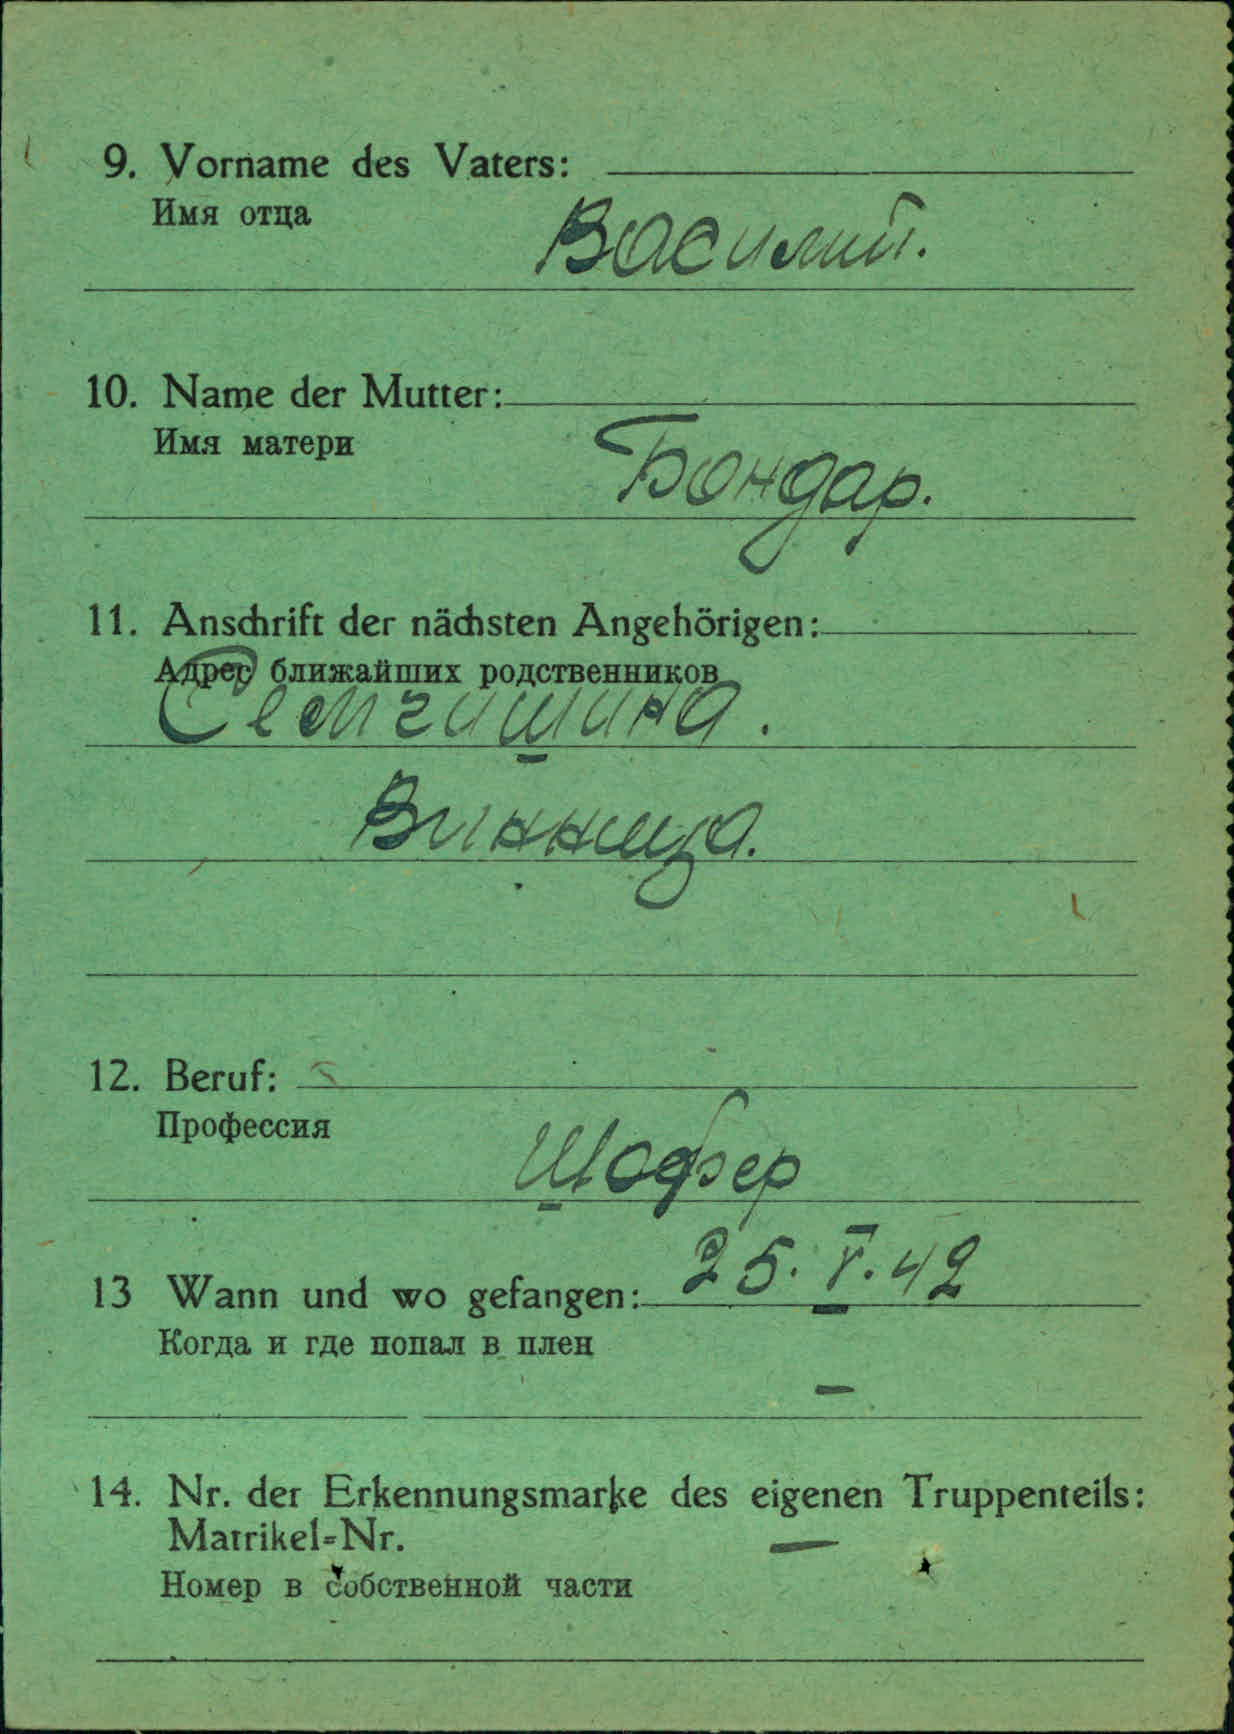 9. Vorname des Vaters:
Имя отца
Василий.
10. Name der Mutter:
Имя матери
Бондар.
11. Anschrift der nächsten Angehörigen:
Адрес ближайших родственников
Семгишина.
Винница.
12. Beruf:
Профессия
Шофер
13 Wann und wo gefangen: 25.V.42
Когда и где попал в плен
—
14. Nr. der Erkennungsmarke des eigenen Truppenteils:
Matrikel=Nr. —
Номер в собственной части